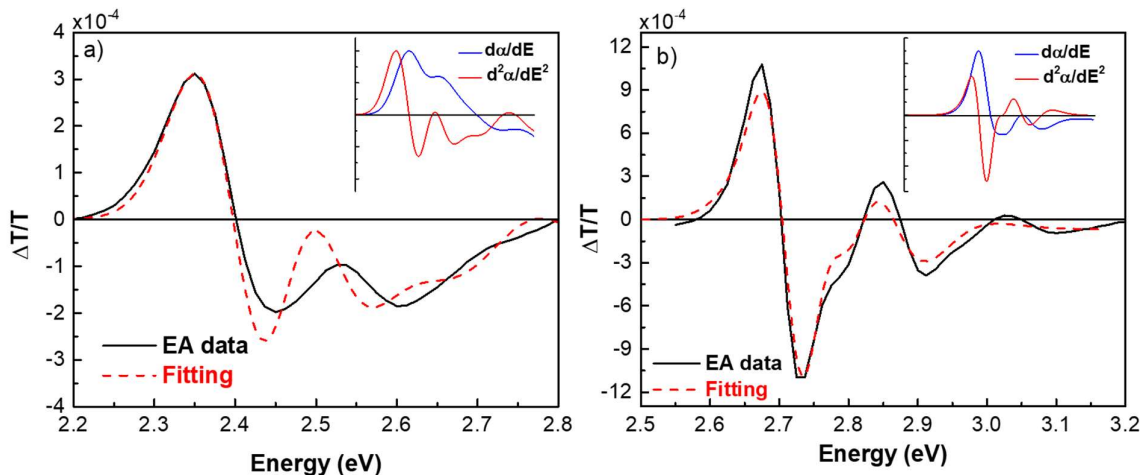 x10⁻⁴
a)
dα/dE
d²α/dE²
4
3
2
1
0
-1
-2
-3
-4
ΔT/T
EA data
Fitting
2.2 2.3 2.4 2.5 2.6 2.7 2.8
Energy (eV)
x10⁻⁴
b)
dα/dE
d²α/dE²
12
9
6
3
0
-3
-6
-9
-12
ΔT/T
EA data
Fitting
2.5 2.6 2.7 2.8 2.9 3.0 3.1 3.2
Energy (eV)